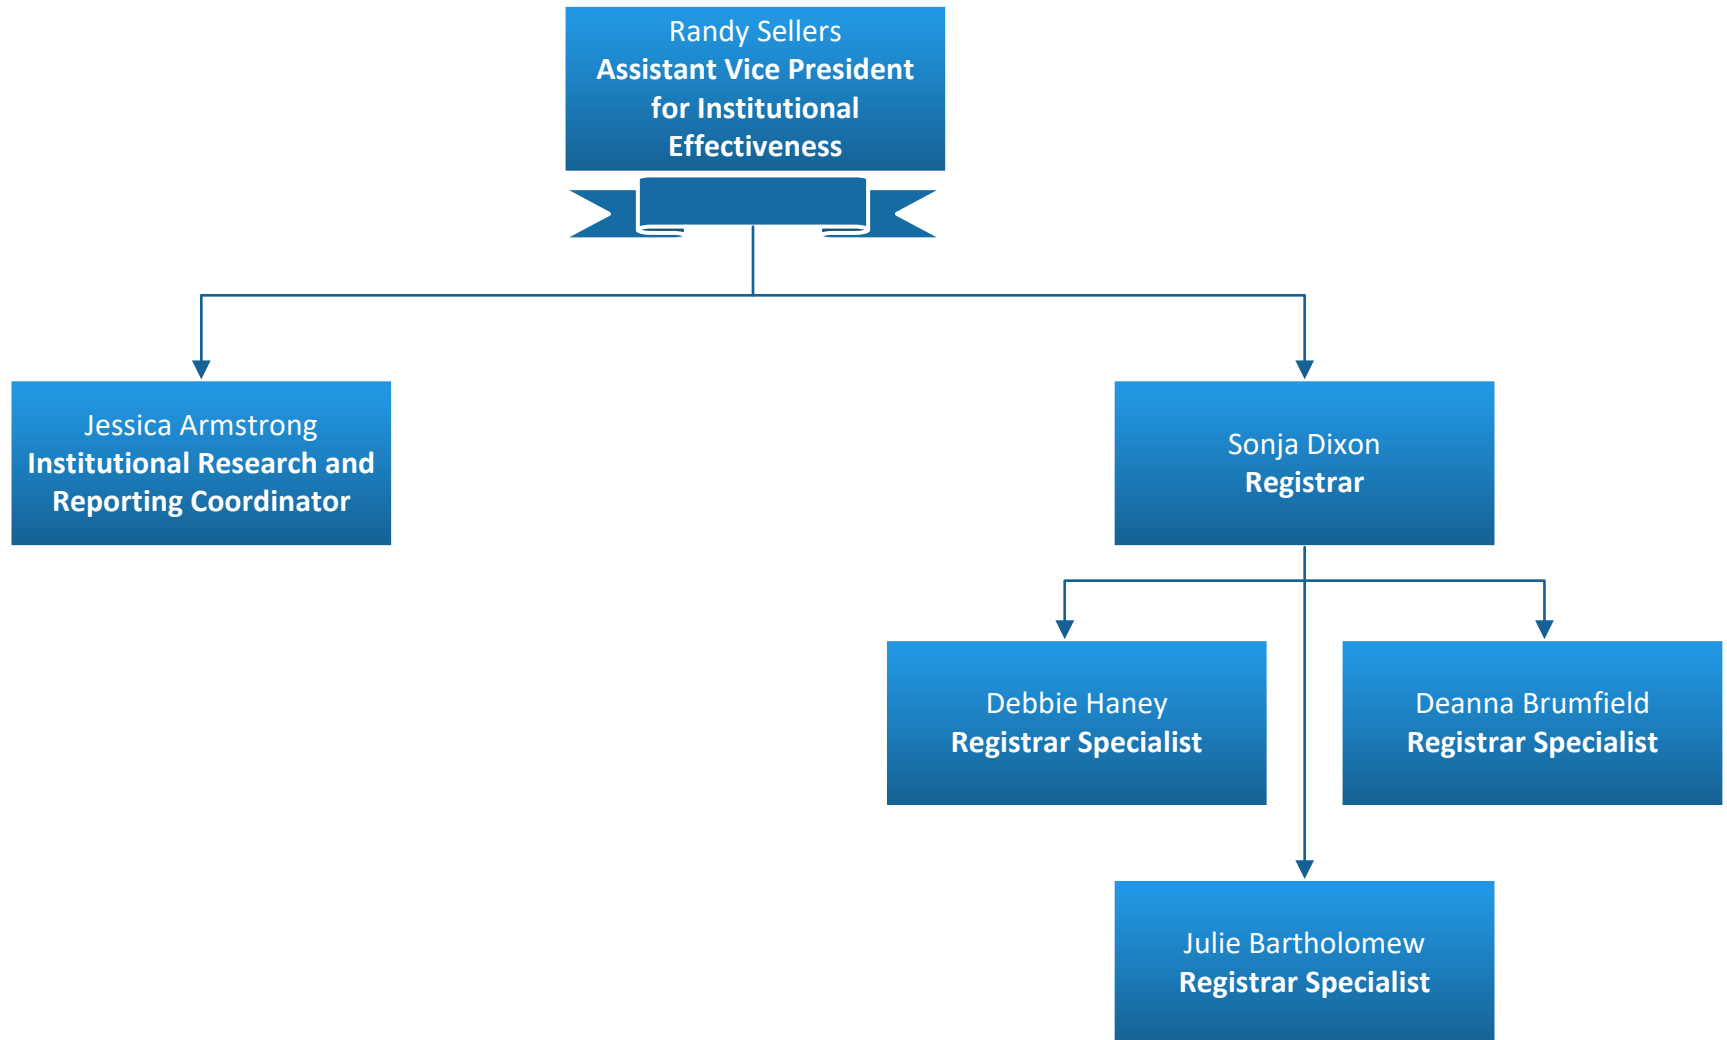 Randy Sellers
Assistant Vice President
for Institutional
Effectiveness
Jessica Armstrong
Institutional Research and
Reporting Coordinator
Sonja Dixon
Registrar
Debbie Haney
Registrar Specialist
Deanna Brumfield
Registrar Specialist
Julie Bartholomew
Registrar Specialist